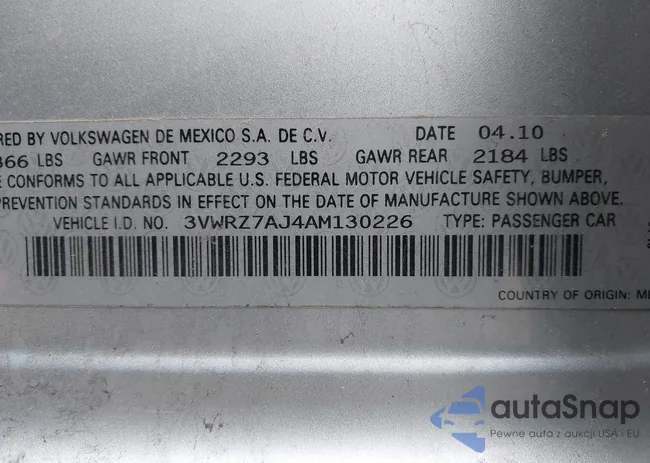 RED BY VOLKSWAGEN DE MEXICO S.A. DE C.V. DATE 04.10
366 LBS GAWR FRONT 2293 LBS GAWR REAR 2184 LBS
E CONFORMS TO ALL APPLICABLE U.S. FEDERAL MOTOR VEHICLE SAFETY, BUMPER,
PREVENTION STANDARDS IN EFFECT ON THE DATE OF MANUFACTURE SHOWN ABOVE.
VEHICLE I.D. NO. 3VWRZ7AJ4AM130226 TYPE: PASSENGER CAR
COUNTRY OF ORIGIN: ME
autaSnap
Pewne auta z aukcji USA i EU